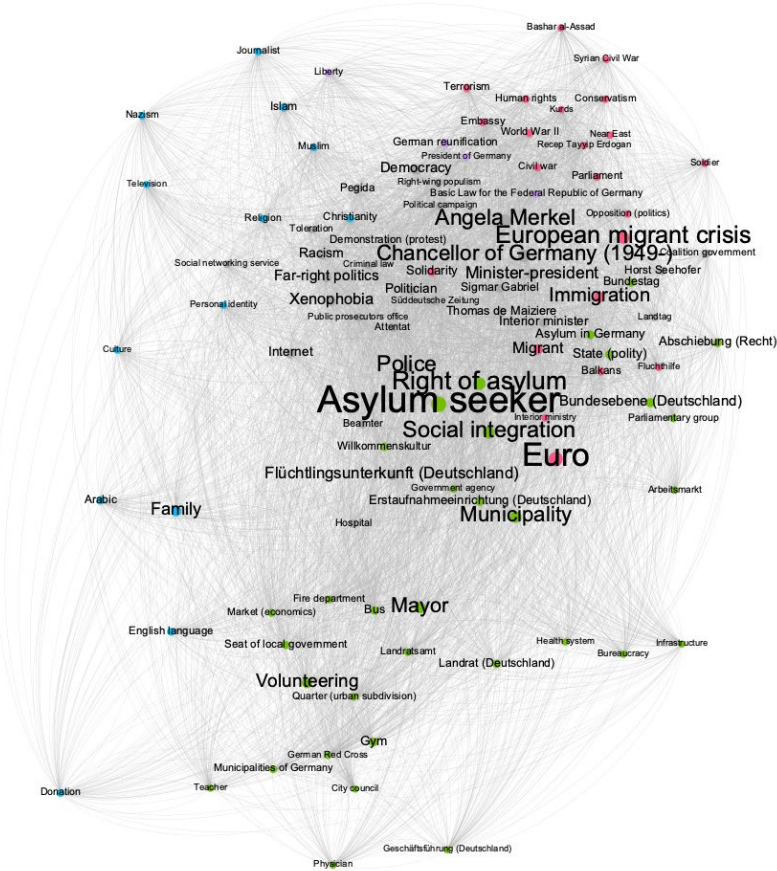 Bashar al-Assad
Journalist
Syrian Civil War
Liberty
Terrorism
Human rights
Conservatism
Islam
Kurds
Nazism
Embassy
World War II
Near East
German reunification
Recep Tayyip Erdogan
Muslim
President of Germany
Soldier
Democracy
Civil war
Parliament
Right-wing populism
Television
Pegida
Basic Law for the Federal Republic of Germany
Political campaign
Religion
Christianity
Angela Merkel
Opposition (politics)
Toleration
European migrant crisis
Demonstration (protest)
Racism
Chancellor of Germany (1949-)
Coalition government
Social networking service
Criminal law
Solidarity
Minister-president
Horst Seehofer
Far-right politics
Bundestag
Politician
Sigmar Gabriel
Xenophobia
Süddeutsche Zeitung
Immigration
Personal identity
Thomas de Maiziere
Public prosecutors office
Interior minister
Landtag
Attentat
Asylum in Germany
Abschiebung (Recht)
Culture
Internet
Migrant
State (polity)
Police
Balkans
Fluchthilfe
Right of asylum
Asylum seeker
Bundesebene (Deutschland)
Beamter
Interior ministry
Parliamentary group
Social integration
Willkommenskultur
Euro
Flüchtlingsunterkunft (Deutschland)
Government agency
Arbeitsmarkt
Arabic
Erstaufnahmeeinrichtung (Deutschland)
Family
Municipality
Hospital
Fire department
Market (economics)
Bus
Mayor
English language
Seat of local government
Health system
Infrastructure
Landratsamt
Bureaucracy
Landrat (Deutschland)
Volunteering
Quarter (urban subdivision)
Gym
German Red Cross
Municipalities of Germany
Donation
Teacher
City council
Geschäftsführung (Deutschland)
Physician